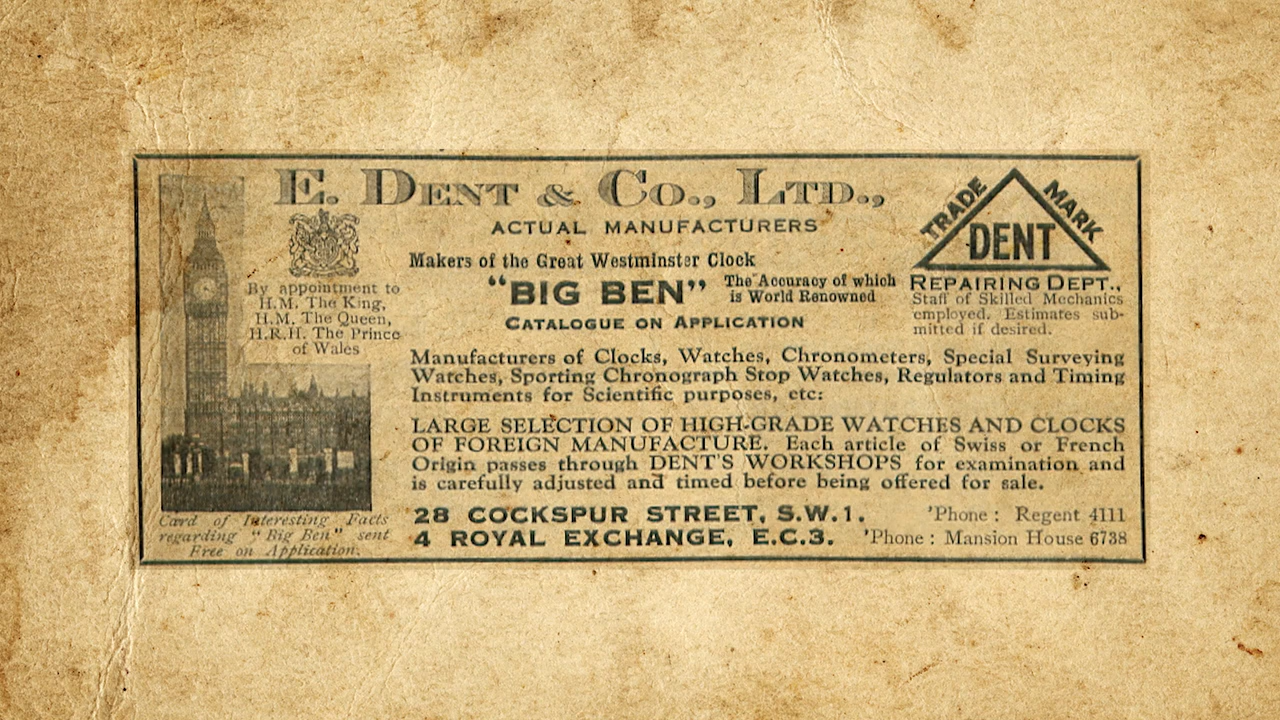 E. DENT & CO., LTD.,
ACTUAL MANUFACTURERS
TRADE MARK
DENT
By appointment to
H.M. The King,
H.M. The Queen,
H.R.H. The Prince
of Wales
Makers of the Great Westminster Clock
"BIG BEN"
The Accuracy of which
is World Renowned
CATALOGUE ON APPLICATION
REPAIRING DEPT.,
Staff of Skilled Mechanics
employed. Estimates sub-
mitted if desired.
Manufacturers of Clocks, Watches, Chronometers, Special Surveying
Watches, Sporting Chronograph Stop Watches, Regulators and Timing
Instruments for Scientific purposes, etc:
LARGE SELECTION OF HIGH-GRADE WATCHES AND CLOCKS
OF FOREIGN MANUFACTURE. Each article of Swiss or French
Origin passes through DENT'S WORKSHOPS for examination and
is carefully adjusted and timed before being offered for sale.
Card of Interesting Facts
regarding "Big Ben" sent
Free on Application.
28 COCKSPUR STREET, S.W.1. 'Phone: Regent 4111
4 ROYAL EXCHANGE, E.C.3. 'Phone: Mansion House 6738